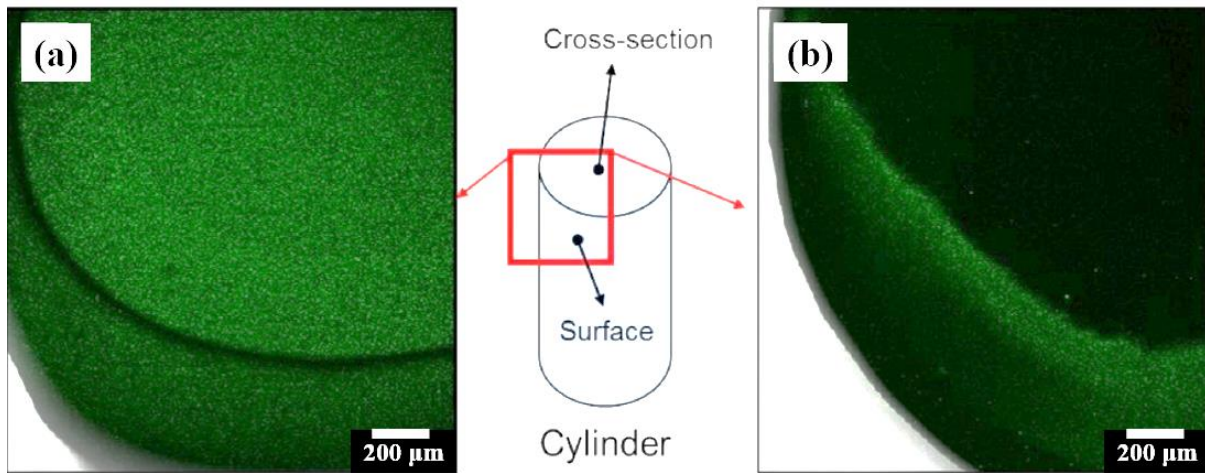 (a)
Cross-section
(b)
Surface
200 μm
Cylinder
200 μm